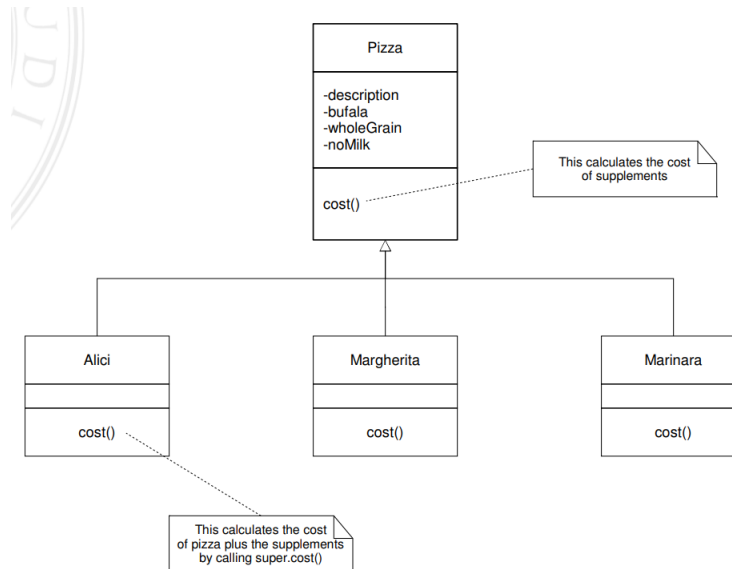 Pizza
-description
-bufala
-wholeGrain
-noMilk
This calculates the cost
of supplements
cost()
Alici
Margherita
Marinara
cost()
cost()
cost()
This calculates the cost
of pizza plus the supplements
by calling super.cost()